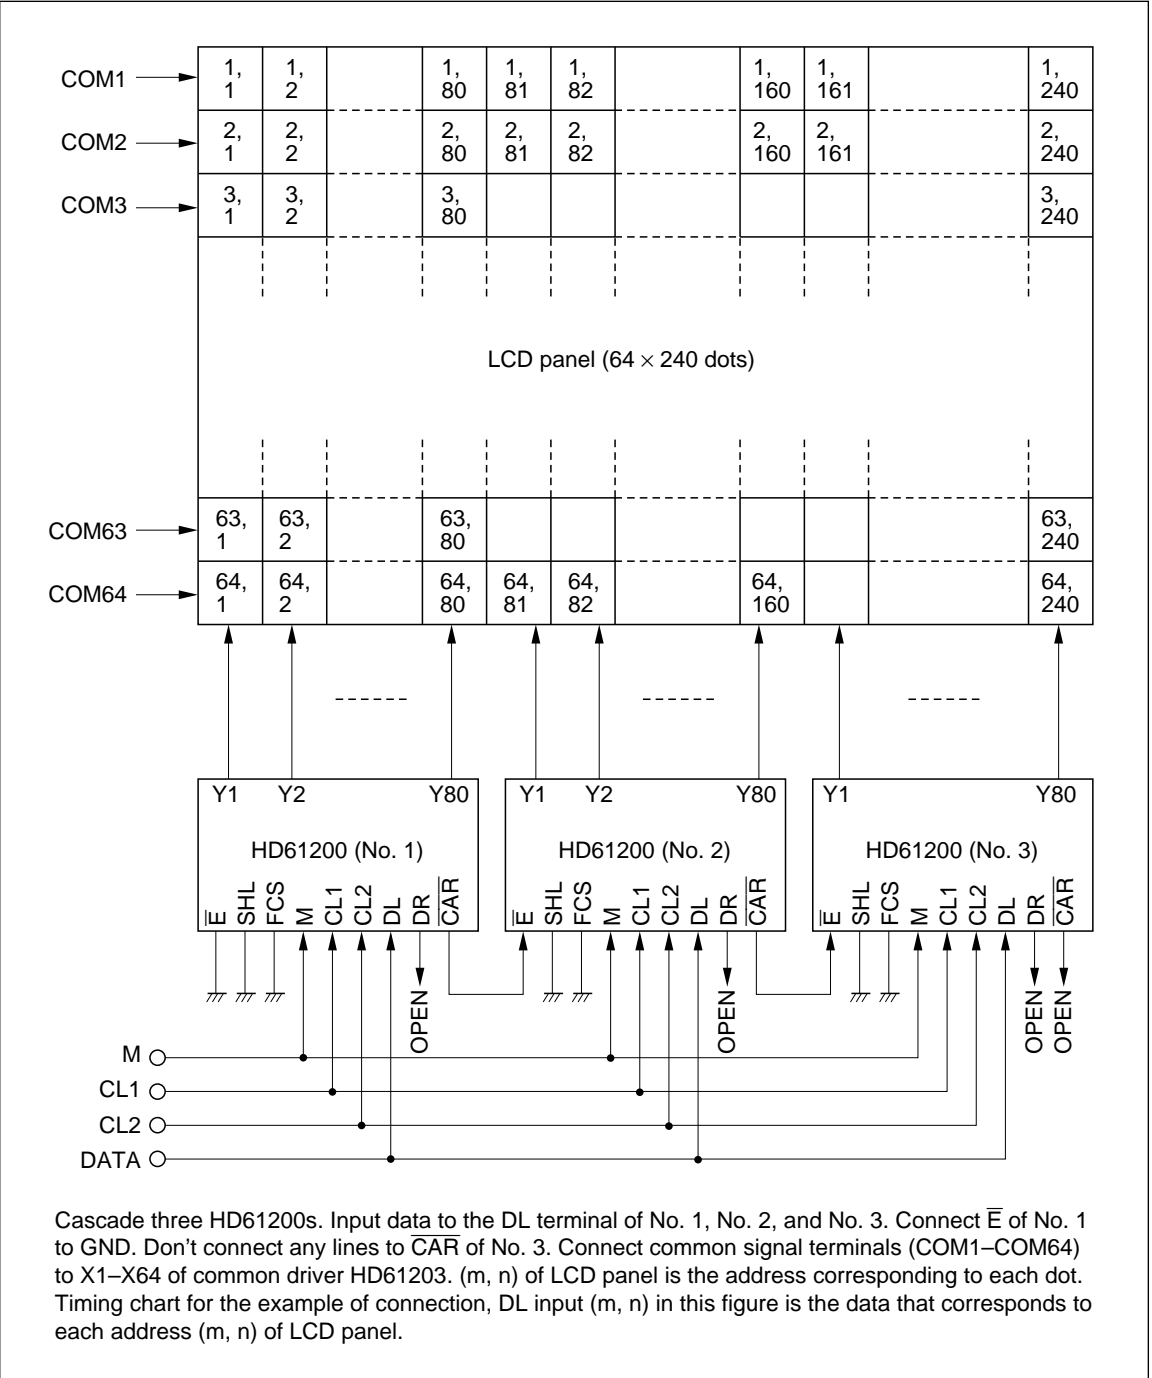 COM1 1, 1 1, 2 1, 80 1, 81 1, 82 1, 160 1, 161 1, 240
COM2 2, 1 2, 2 2, 80 2, 81 2, 82 2, 160 2, 161 2, 240
COM3 3, 1 3, 2 3, 80 3, 240
LCD panel (64 × 240 dots)
COM63 63, 1 63, 2 63, 80 63, 240
COM64 64, 1 64, 2 64, 80 64, 81 64, 82 64, 160 64, 240
Y1 Y2 Y80 Y1 Y2 Y80 Y1 Y80
HD61200 (No. 1) HD61200 (No. 2) HD61200 (No. 3)
E̅ SHL FCS M CL1 CL2 DL DR C̅A̅R̅ E̅ SHL FCS M CL1 CL2 DL DR C̅A̅R̅ E̅ SHL FCS M CL1 CL2 DL DR C̅A̅R̅
OPEN OPEN OPEN OPEN
M
CL1
CL2
DATA
Cascade three HD61200s. Input data to the DL terminal of No. 1, No. 2, and No. 3. Connect E̅ of No. 1
to GND. Don't connect any lines to C̅A̅R̅ of No. 3. Connect common signal terminals (COM1–COM64)
to X1–X64 of common driver HD61203. (m, n) of LCD panel is the address corresponding to each dot.
Timing chart for the example of connection, DL input (m, n) in this figure is the data that corresponds to
each address (m, n) of LCD panel.